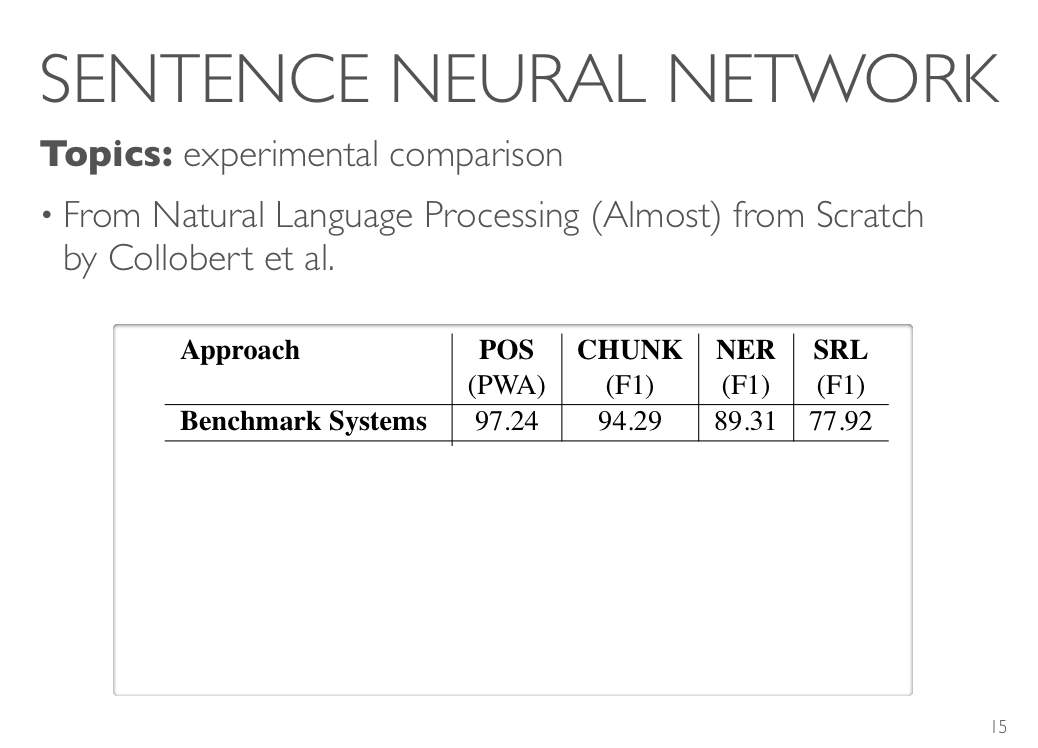 SENTENCE NEURAL NETWORK
Topics: experimental comparison
• From Natural Language Processing (Almost) from Scratch
by Collobert et al.
Approach POS CHUNK NER SRL
(PWA) (F1) (F1) (F1)
Benchmark Systems 97.24 94.29 89.31 77.92
15